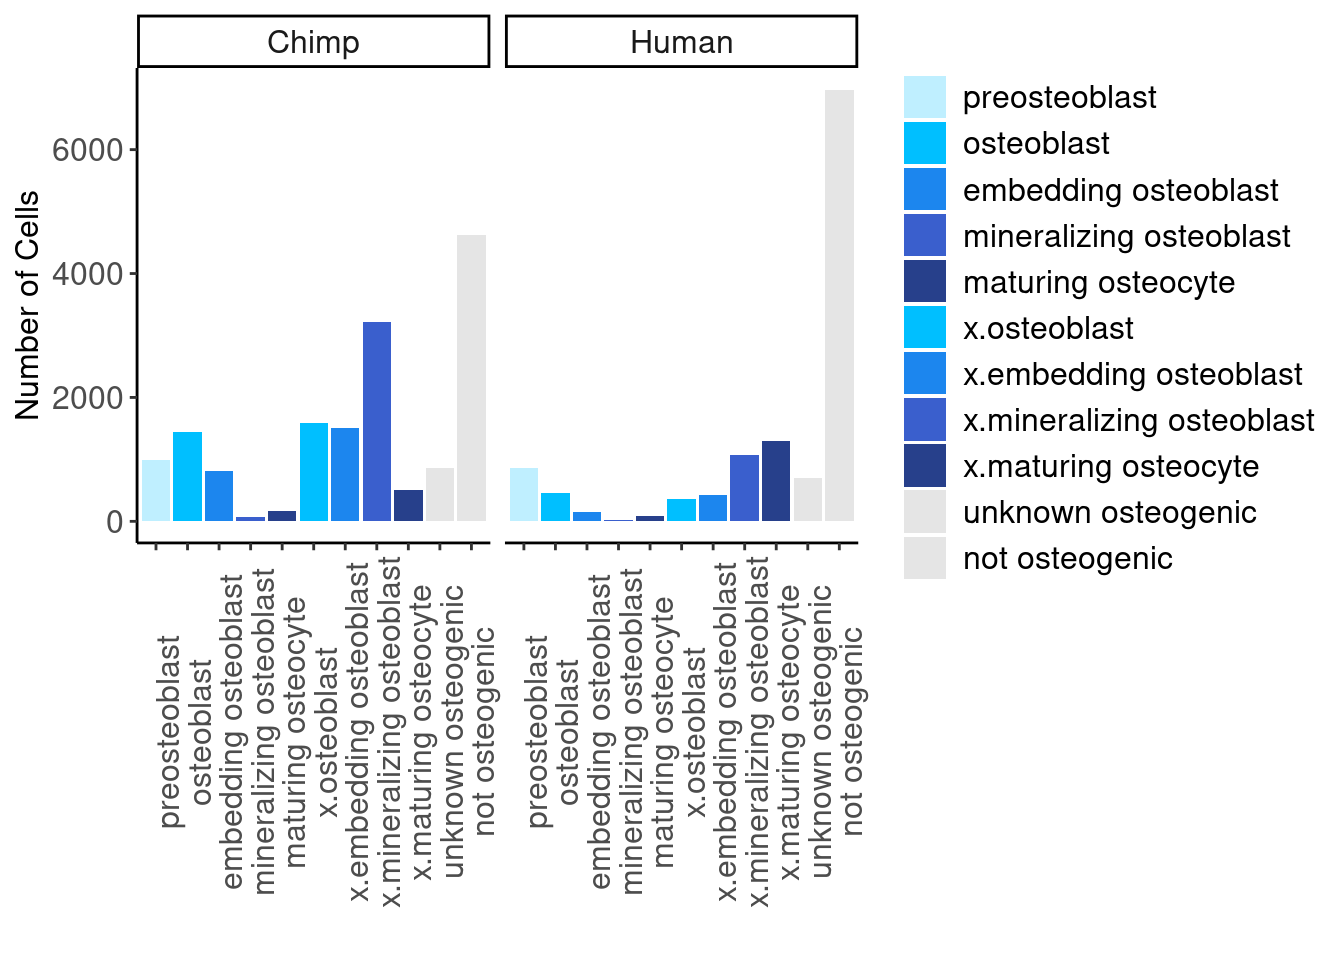 Chimp
Human
Number of Cells
6000
4000
2000
0
preosteoblast
osteoblast
embedding osteoblast
mineralizing osteoblast
maturing osteocyte
x.osteoblast
x.embedding osteoblast
x.mineralizing osteoblast
x.maturing osteocyte
unknown osteogenic
not osteogenic
preosteoblast
osteoblast
embedding osteoblast
mineralizing osteoblast
maturing osteocyte
x.osteoblast
x.embedding osteoblast
x.mineralizing osteoblast
x.maturing osteocyte
unknown osteogenic
not osteogenic
preosteoblast
osteoblast
embedding osteoblast
mineralizing osteoblast
maturing osteocyte
x.osteoblast
x.embedding osteoblast
x.mineralizing osteoblast
x.maturing osteocyte
unknown osteogenic
not osteogenic